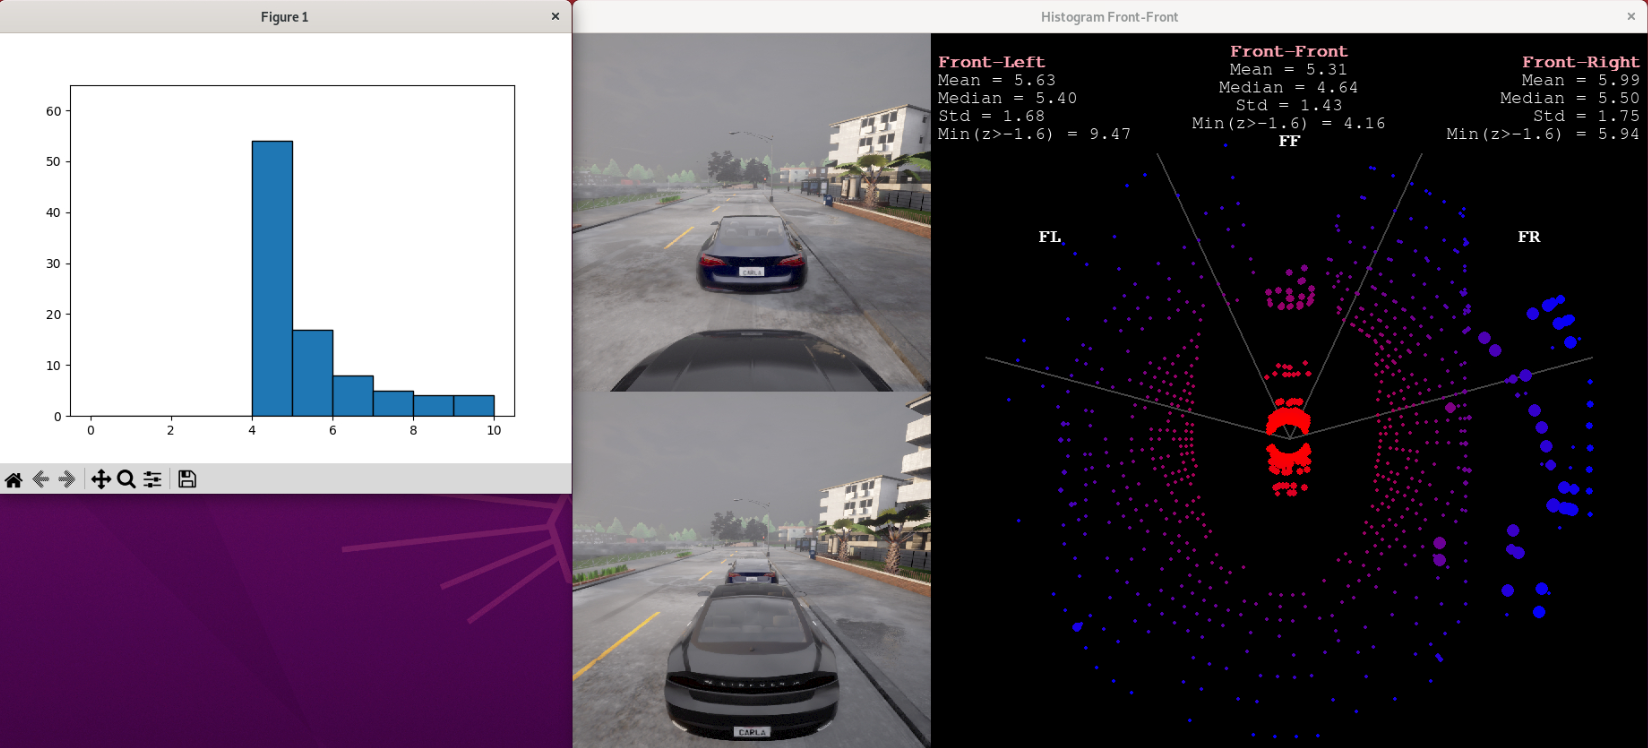 Figure 1
×
60
50
40
30
20
10
0
0 2 4 6 8 10
Histogram Front-Front
×
CARLA
CARLA
Front-Left
Mean = 5.63
Median = 5.40
Std = 1.68
Min(z>-1.6) = 9.47
Front-Front
Mean = 5.31
Median = 4.64
Std = 1.43
Min(z>-1.6) = 4.16
Front-Right
Mean = 5.99
Median = 5.50
Std = 1.75
Min(z>-1.6) = 5.94
FF
FL
FR